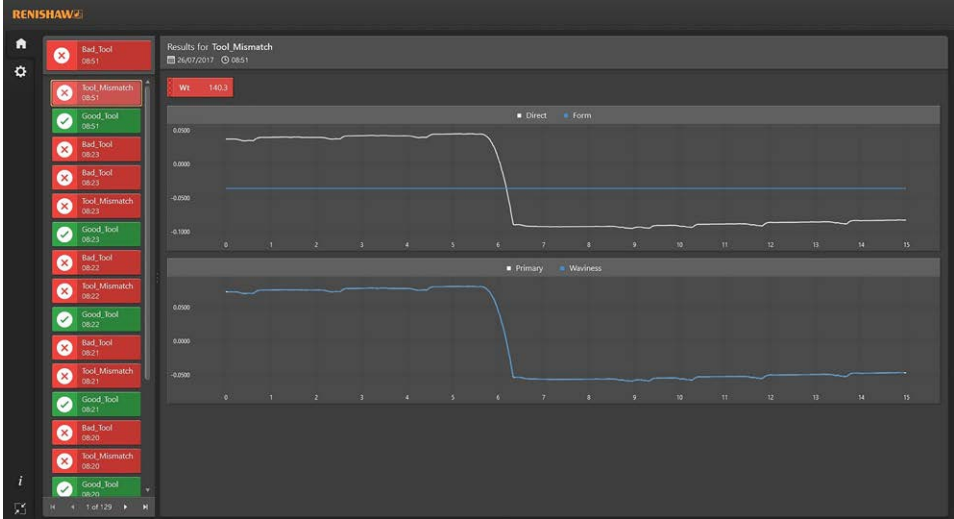 RENISHAW
Bad_Tool
08:51
Tool_Mismatch
08:51
Good_Tool
08:51
Bad_Tool
08:23
Bad_Tool
08:23
Tool_Mismatch
08:23
Good_Tool
08:23
Bad_Tool
08:22
Tool_Mismatch
08:22
Good_Tool
08:22
Bad_Tool
08:21
Tool_Mismatch
08:21
Good_Tool
08:21
Bad_Tool
08:20
Tool_Mismatch
08:20
Good_Tool
08:20
1 of 129
i
Results for Tool_Mismatch
26/07/2017 08:51
Wt 140.3
Direct Form
0.0500
0.0000
-0.0500
-0.1000
0 1 2 3 4 5 6 7 8 9 10 11 12 13 14 15
Primary Waviness
0.0500
0.0000
-0.0500
0 1 2 3 4 5 6 7 8 9 10 11 12 13 14 15